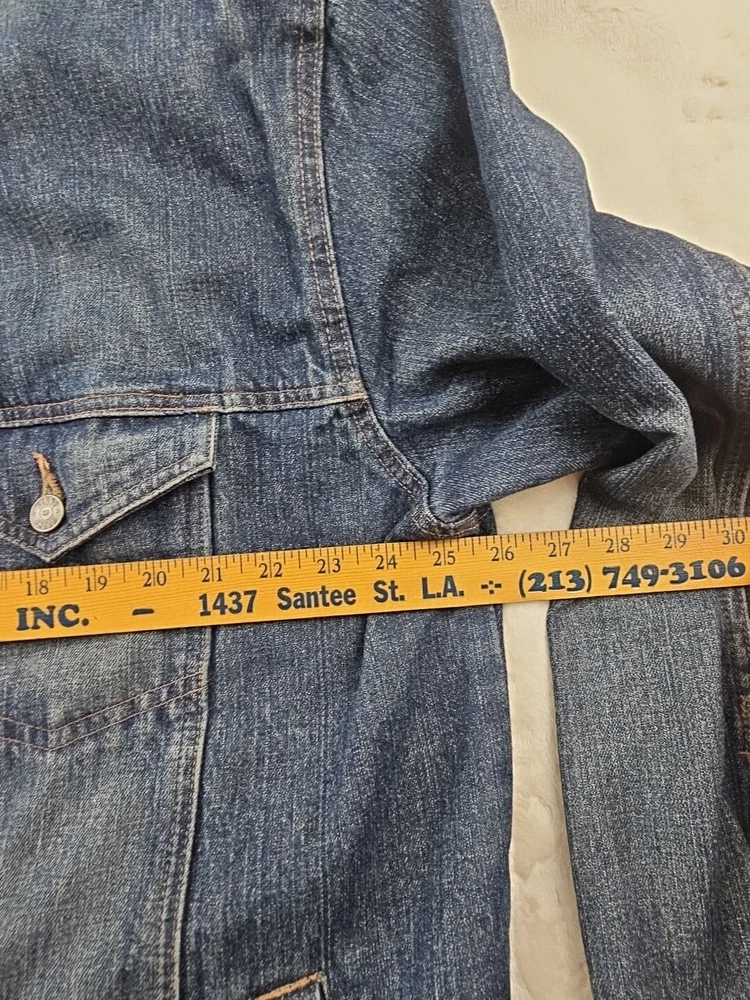 18 19 20 21 22 23 24 25 26 27 28 29 30
INC. – 1437 Santee St. L.A. -:- (213) 749-3106